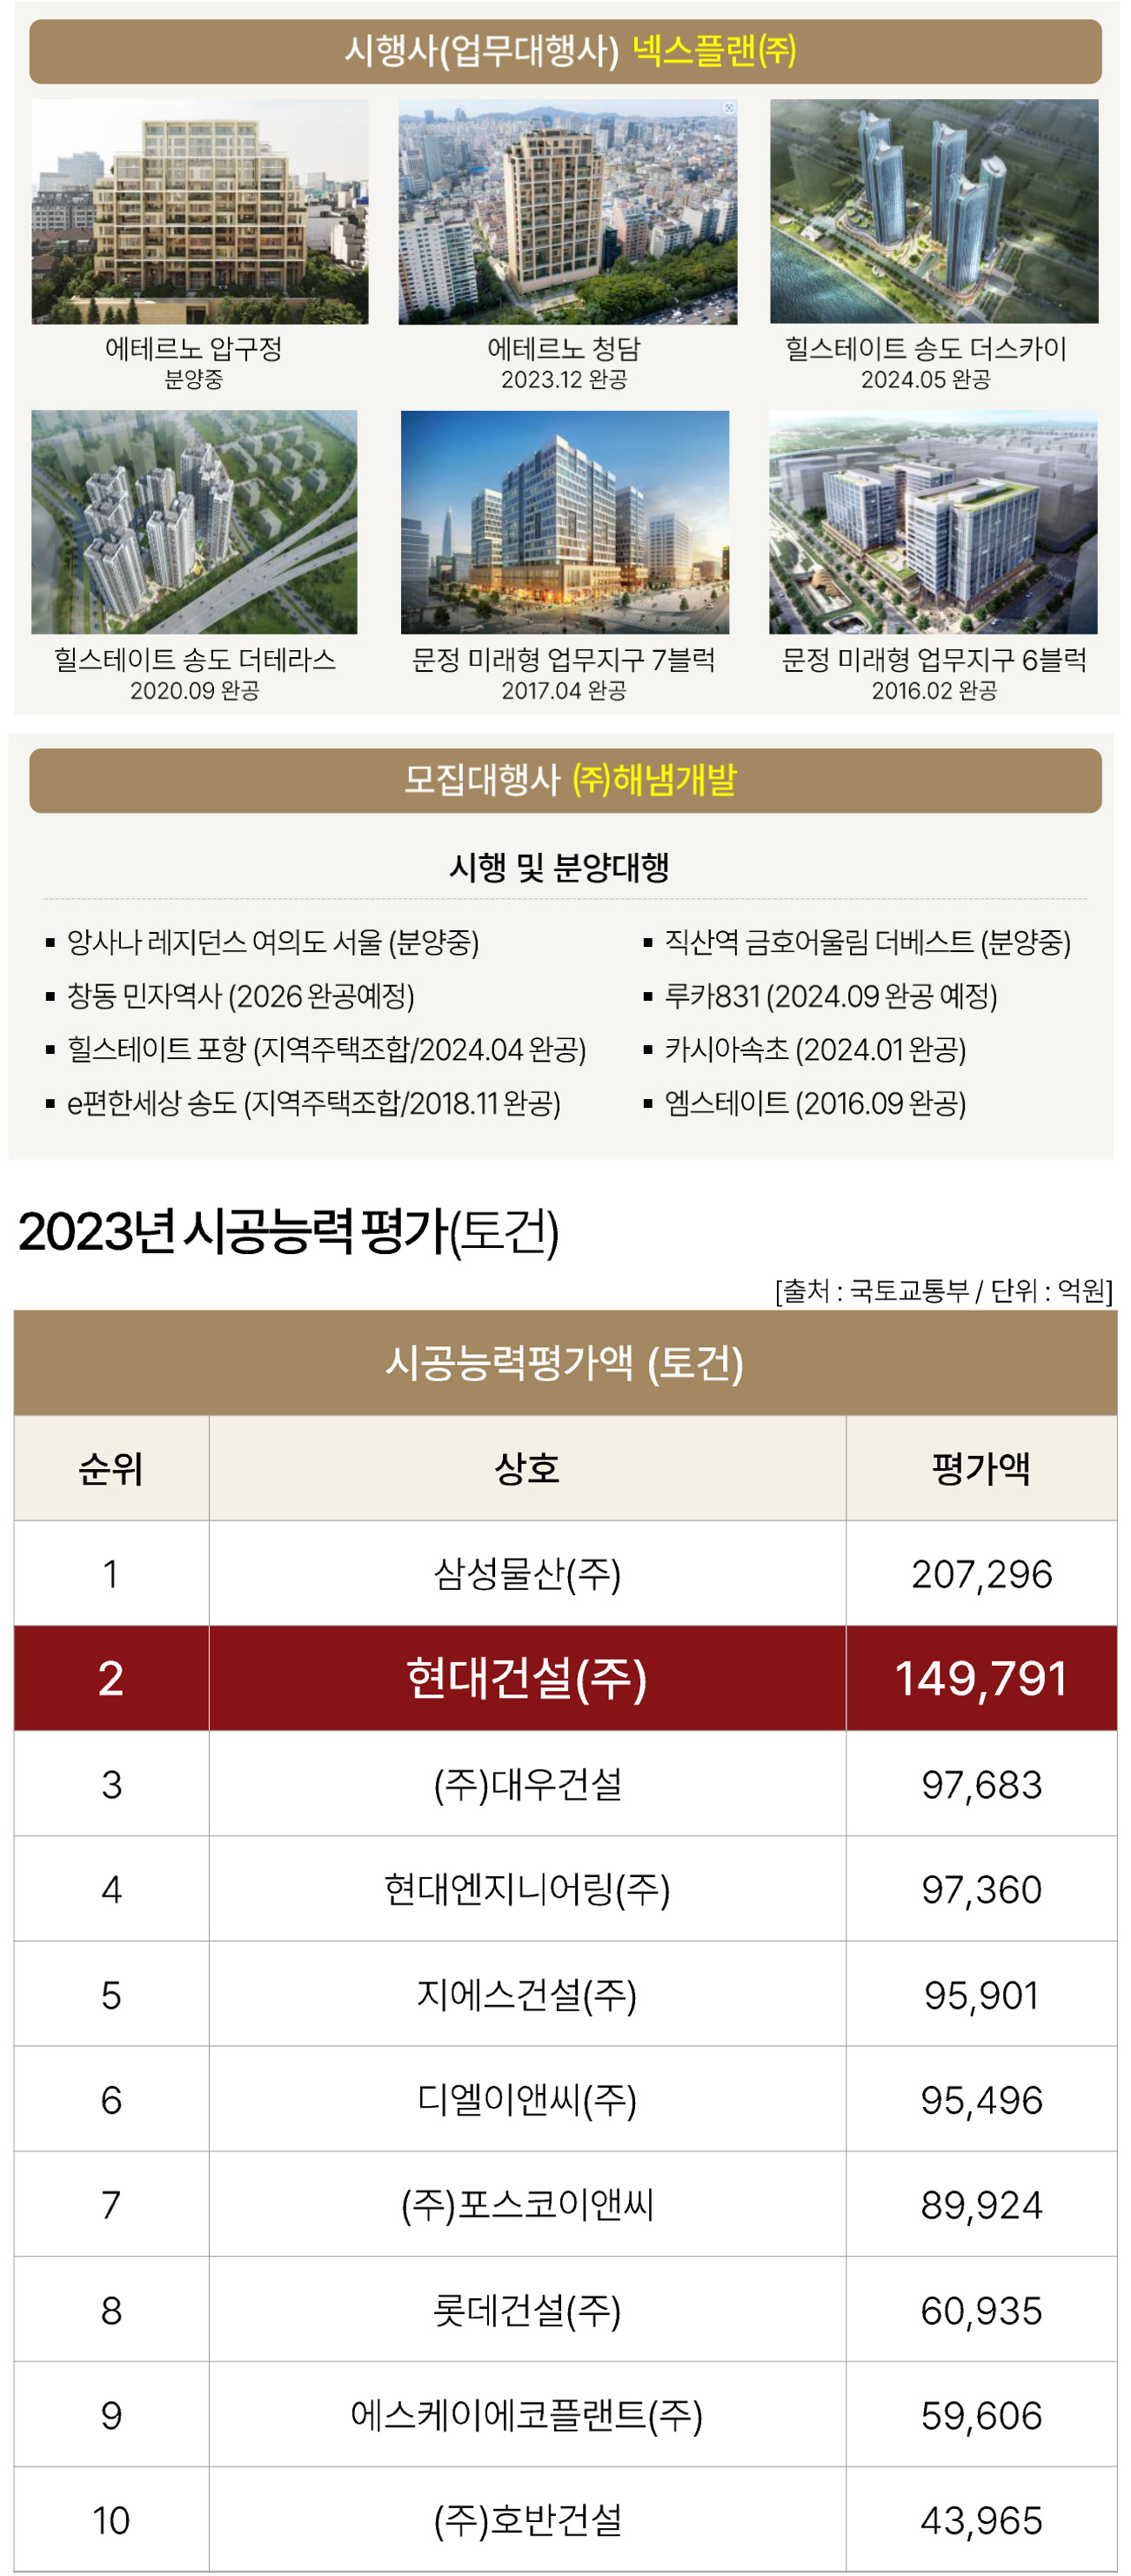 시행사(업무대행사) 넥스플랜㈜
에테르노 압구정
분양중
에테르노 청담
2023.12 완공
힐스테이트 송도 더스카이
2024.05 완공
힐스테이트 송도 더테라스
2020.09 완공
문정 미래형 업무지구 7블럭
2017.04 완공
문정 미래형 업무지구 6블럭
2016.02 완공
모집대행사 ㈜해냄개발
시행 및 분양대행
▪ 앙사나 레지던스 여의도 서울 (분양중)
▪ 창동 민자역사 (2026 완공예정)
▪ 힐스테이트 포항 (지역주택조합/2024.04 완공)
▪ e편한세상 송도 (지역주택조합/2018.11 완공)
▪ 직산역 금호어울림 더베스트 (분양중)
▪ 루카831 (2024.09 완공 예정)
▪ 카시아속초 (2024.01 완공)
▪ 엠스테이트 (2016.09 완공)
2023년 시공능력 평가(토건)
[출처 : 국토교통부 / 단위 : 억원]
시공능력평가액 (토건)
순위 상호 평가액
1 삼성물산(주) 207,296
2 현대건설(주) 149,791
3 (주)대우건설 97,683
4 현대엔지니어링(주) 97,360
5 지에스건설(주) 95,901
6 디엘이앤씨(주) 95,496
7 (주)포스코이앤씨 89,924
8 롯데건설(주) 60,935
9 에스케이에코플랜트(주) 59,606
10 (주)호반건설 43,965